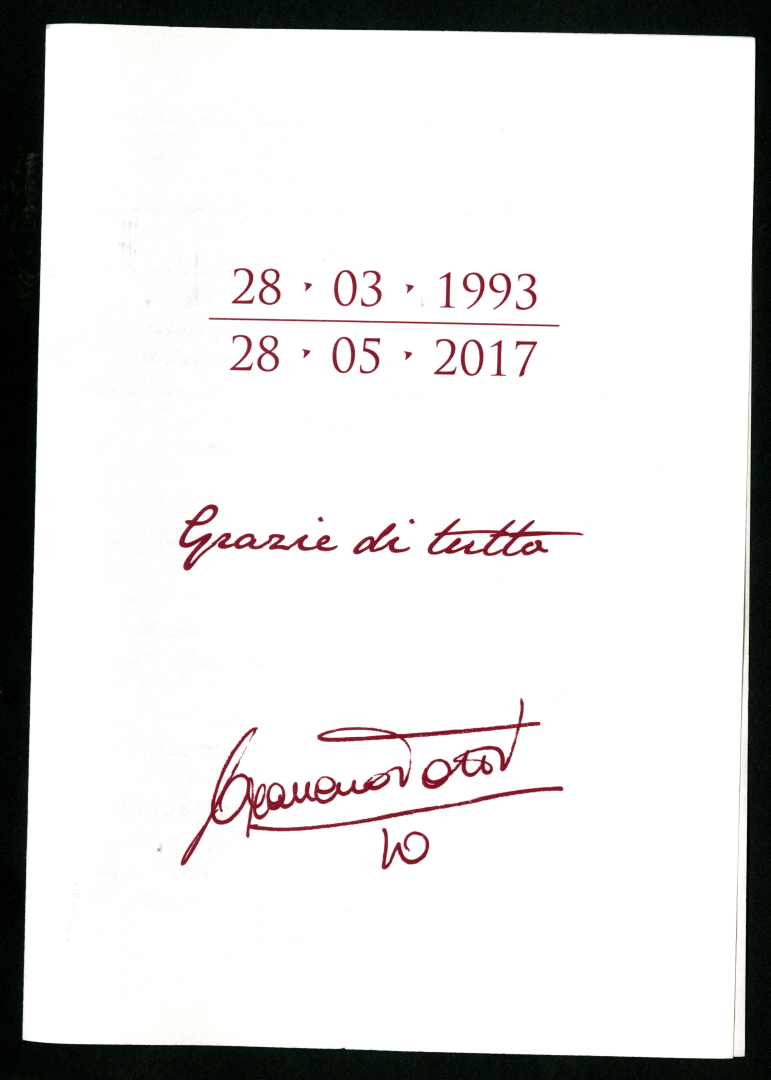 28 · 03 · 1993
28 · 05 · 2017
Grazie di tutto
10